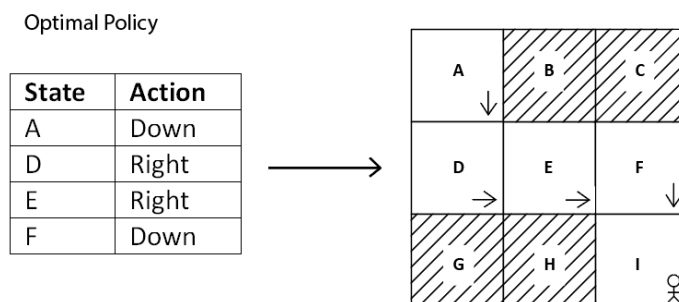 Optimal Policy
State Action
A Down
D Right
E Right
F Down
A B C
D E F
G H I